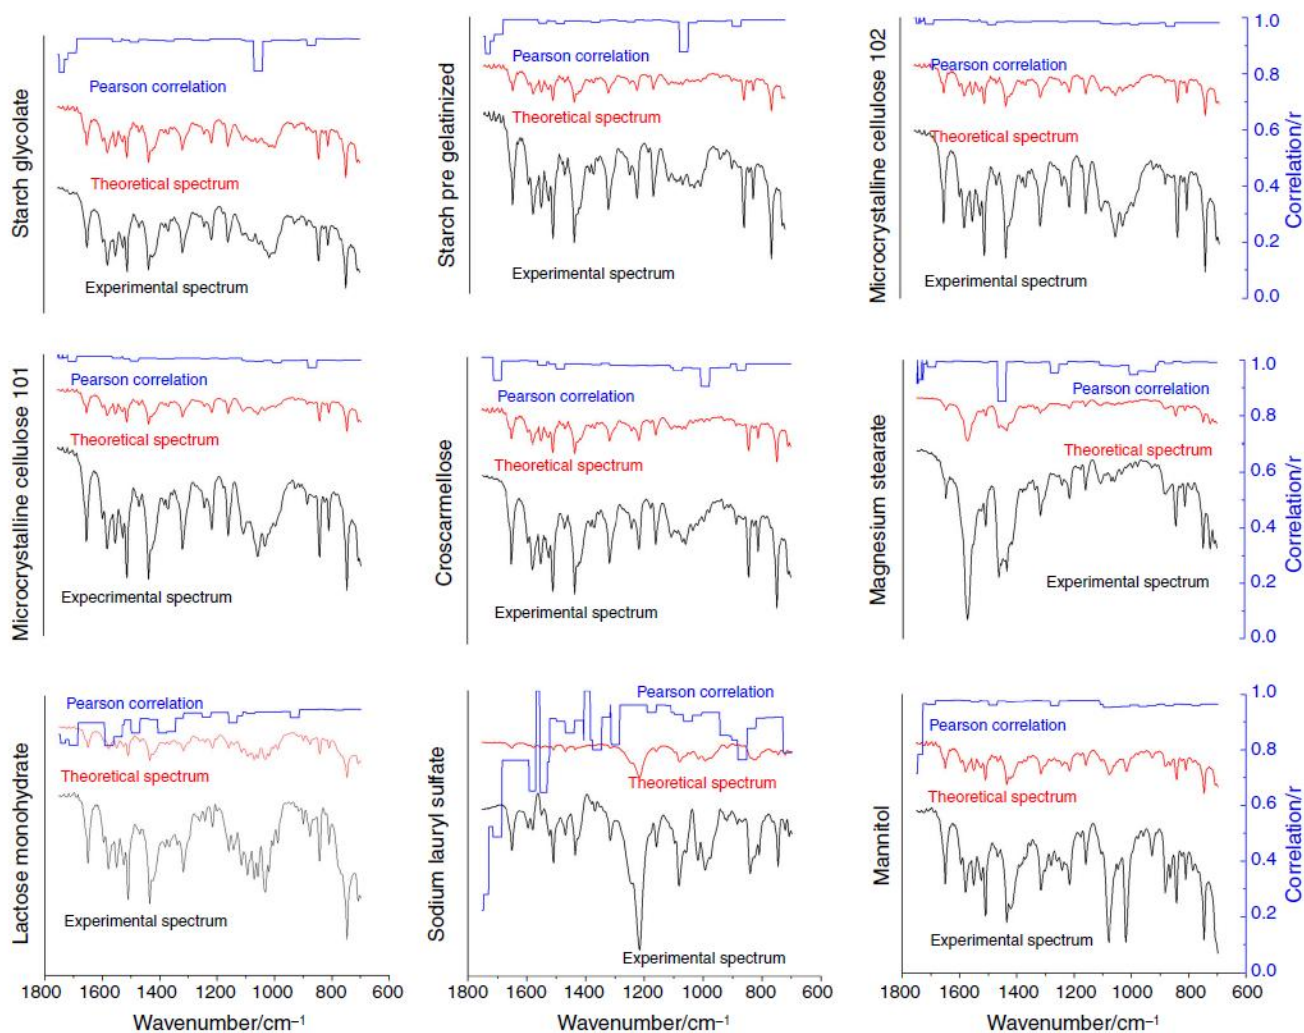 Starch glycolate
Pearson correlation
Theoretical spectrum
Experimental spectrum
Starch pre gelatinized
Pearson correlation
Theoretical spectrum
Experimental spectrum
Microcrystalline cellulose 102
Pearson correlation
Theoretical spectrum
Experimental spectrum
1.0
0.8
0.6
0.4
0.2
0.0
Correlation/r
Microcrystalline cellulose 101
Pearson correlation
Theoretical spectrum
Expecrimental spectrum
Croscarmellose
Pearson correlation
Theoretical spectrum
Experimental spectrum
Magnesium stearate
Pearson correlation
Theoretical spectrum
Experimental spectrum
1.0
0.8
0.6
0.4
0.2
0.0
Correlation/r
Lactose monohydrate
Pearson correlation
Theoretical spectrum
Experimental spectrum
1800 1600 1400 1200 1000 800 600
Wavenumber/cm⁻¹
Sodium lauryl sulfate
Pearson correlation
Theoretical spectrum
Experimental spectrum
1800 1600 1400 1200 1000 800 600
Wavenumber/cm⁻¹
Mannitol
Pearson correlation
Theoretical spectrum
Experimental spectrum
1.0
0.8
0.6
0.4
0.2
0.0
Correlation/r
1800 1600 1400 1200 1000 800 600
Wavenumber/cm⁻¹